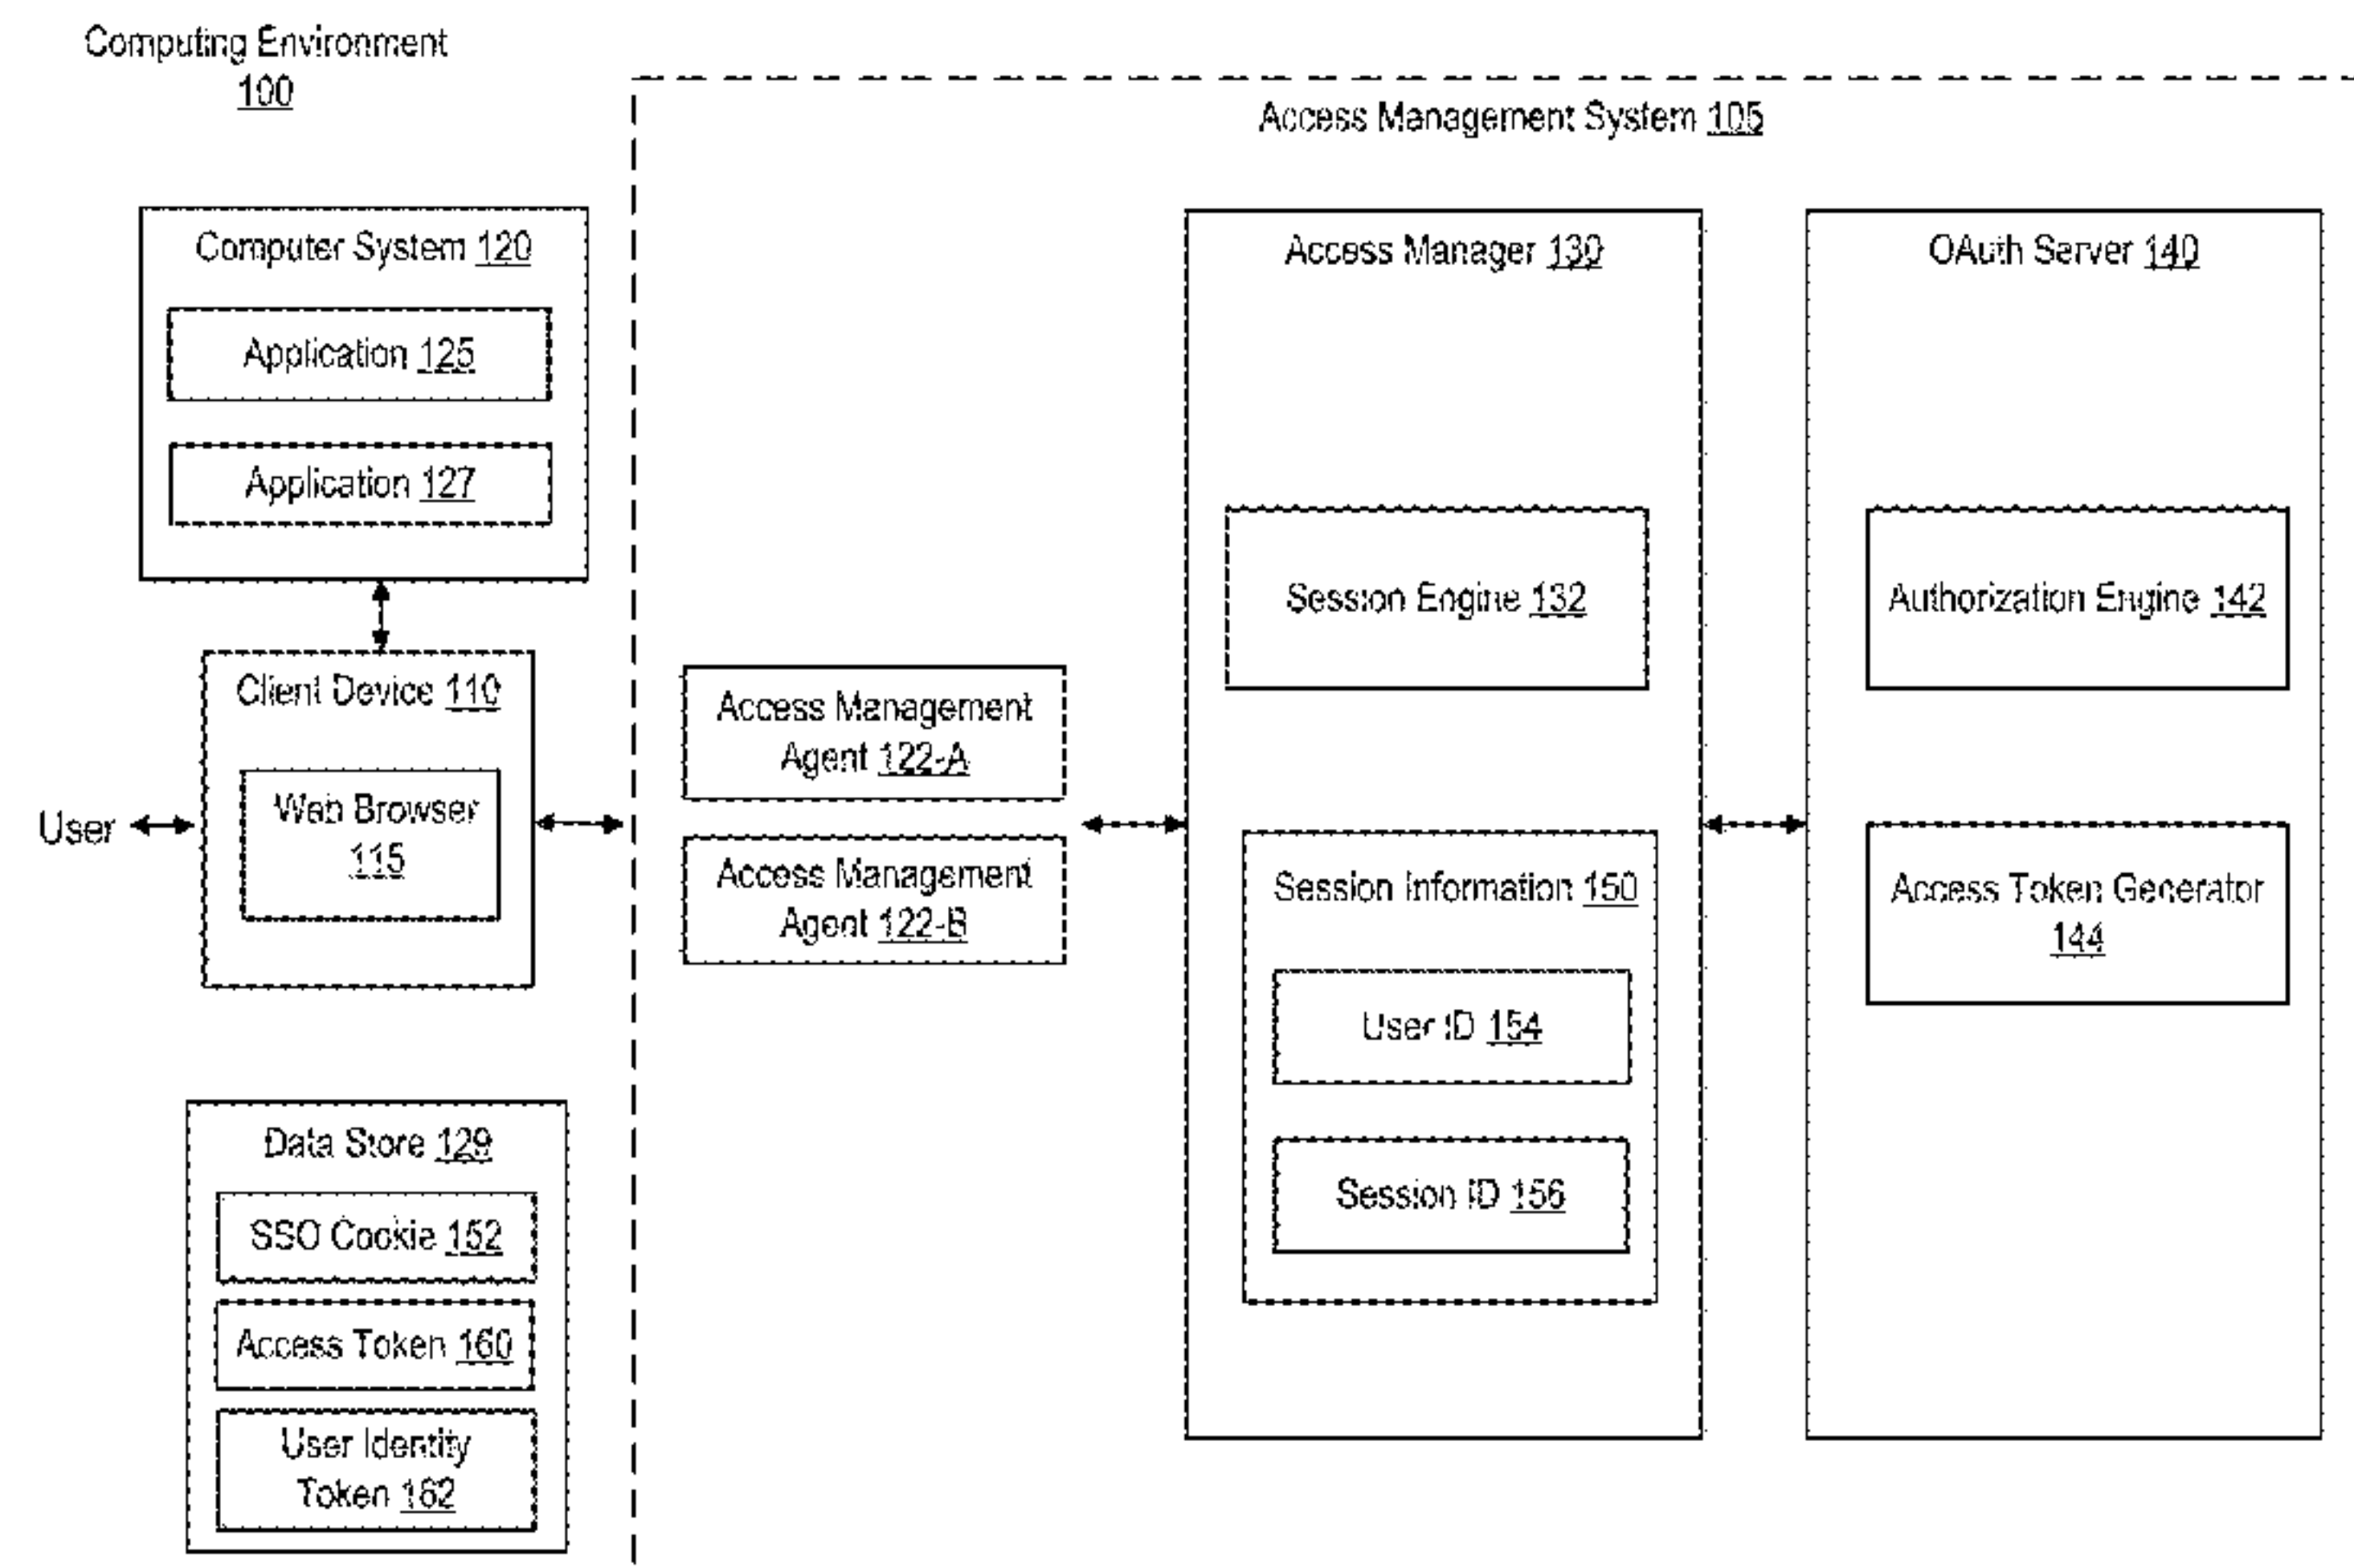 Computing Environment
100
Access Management System 105
Computer System 120
Application 125
Application 127
Client Device 110
Web Browser
115
User
Data Store 129
SSO Cookie 152
Access Token 160
User Identity
Token 162
Access Management
Agent 122-A
Access Management
Agent 122-B
Access Manager 130
Session Engine 132
Session Information 150
User ID 154
Session ID 156
OAuth Server 140
Authorization Engine 142
Access Token Generator
144